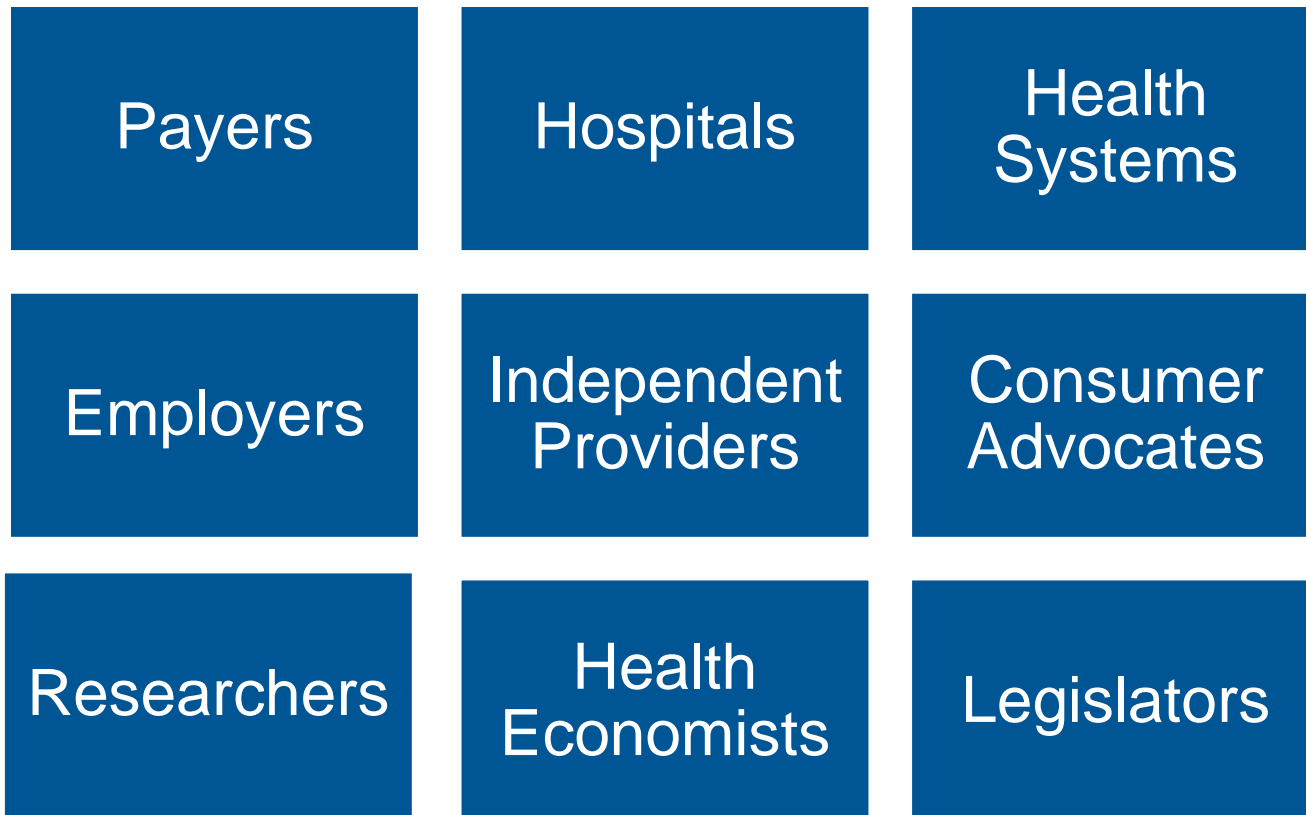 Payers
Hospitals
Health
Systems
Employers
Independent
Providers
Consumer
Advocates
Researchers
Health
Economists
Legislators